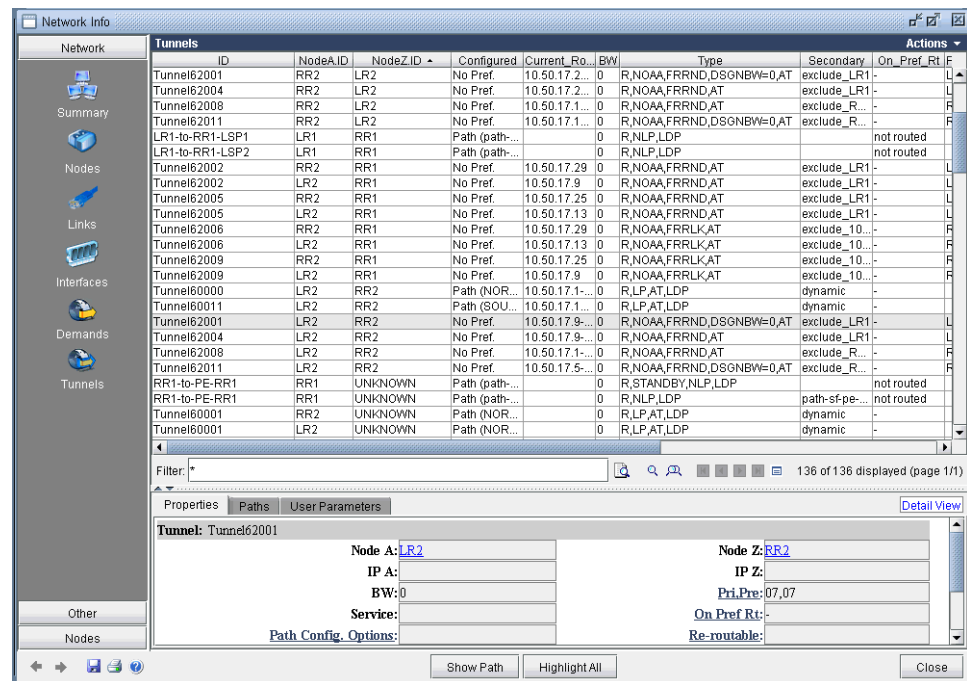 Network Info
Network
Summary
Nodes
Links
Interfaces
Demands
Tunnels
Other
Nodes
Tunnels Actions
ID NodeA.ID NodeZ.ID Configured Current_Ro... BW Type Secondary On_Pref_Rt
Tunnel62001 RR2 LR2 No Pref. 10.50.17.2... 0 R,NOAA,FRRND,DSGNBW=0,AT exclude_LR1 -
Tunnel62004 RR2 LR2 No Pref. 10.50.17.2... 0 R,NOAA,FRRND,AT exclude_LR1 -
Tunnel62008 RR2 LR2 No Pref. 10.50.17.1... 0 R,NOAA,FRRND,AT exclude_R... -
Tunnel62011 RR2 LR2 No Pref. 10.50.17.1... 0 R,NOAA,FRRND,DSGNBW=0,AT exclude_R... -
LR1-to-RR1-LSP1 LR1 RR1 Path (path-... 0 R,NLP,LDP not routed
LR1-to-RR1-LSP2 LR1 RR1 Path (path-... 0 R,NLP,LDP not routed
Tunnel62002 RR2 RR1 No Pref. 10.50.17.29 0 R,NOAA,FRRND,AT exclude_LR1 -
Tunnel62002 LR2 RR1 No Pref. 10.50.17.9 0 R,NOAA,FRRND,AT exclude_LR1 -
Tunnel62005 RR2 RR1 No Pref. 10.50.17.25 0 R,NOAA,FRRND,AT exclude_LR1 -
Tunnel62005 LR2 RR1 No Pref. 10.50.17.13 0 R,NOAA,FRRND,AT exclude_LR1 -
Tunnel62006 RR2 RR1 No Pref. 10.50.17.29 0 R,NOAA,FRRLK,AT exclude_10... -
Tunnel62006 LR2 RR1 No Pref. 10.50.17.13 0 R,NOAA,FRRLK,AT exclude_10... -
Tunnel62009 RR2 RR1 No Pref. 10.50.17.25 0 R,NOAA,FRRLK,AT exclude_10... -
Tunnel62009 LR2 RR1 No Pref. 10.50.17.9 0 R,NOAA,FRRLK,AT exclude_10... -
Tunnel60000 LR2 RR2 Path (NOR... 10.50.17.1-... 0 R,LP,AT,LDP dynamic -
Tunnel60011 LR2 RR2 Path (SOU... 10.50.17.1... 0 R,LP,AT,LDP dynamic -
Tunnel62001 LR2 RR2 No Pref. 10.50.17.9-... 0 R,NOAA,FRRND,DSGNBW=0,AT exclude_LR1 -
Tunnel62004 LR2 RR2 No Pref. 10.50.17.9-... 0 R,NOAA,FRRND,AT exclude_LR1 -
Tunnel62008 LR2 RR2 No Pref. 10.50.17.1-... 0 R,NOAA,FRRND,AT exclude_R... -
Tunnel62011 LR2 RR2 No Pref. 10.50.17.5-... 0 R,NOAA,FRRND,DSGNBW=0,AT exclude_R... -
RR1-to-PE-RR1 RR1 UNKNOWN Path (path-... 0 R,STANDBY,NLP,LDP not routed
RR1-to-PE-RR1 RR1 UNKNOWN Path (path-... 0 R,NLP,LDP path-sf-pe-... not routed
Tunnel60001 RR2 UNKNOWN Path (NOR... 0 R,LP,AT,LDP dynamic -
Tunnel60001 LR2 UNKNOWN Path (NOR... 0 R,LP,AT,LDP dynamic -
Filter: * 136 of 136 displayed (page 1/1)
Properties Paths User Parameters Detail View
Tunnel: Tunnel62001
Node A: LR2 Node Z: RR2
IP A: IP Z:
BW: 0 Pri,Pre: 07,07
Service: On Pref Rt: -
Path Config. Options: Re-routable:
Show Path Highlight All Close